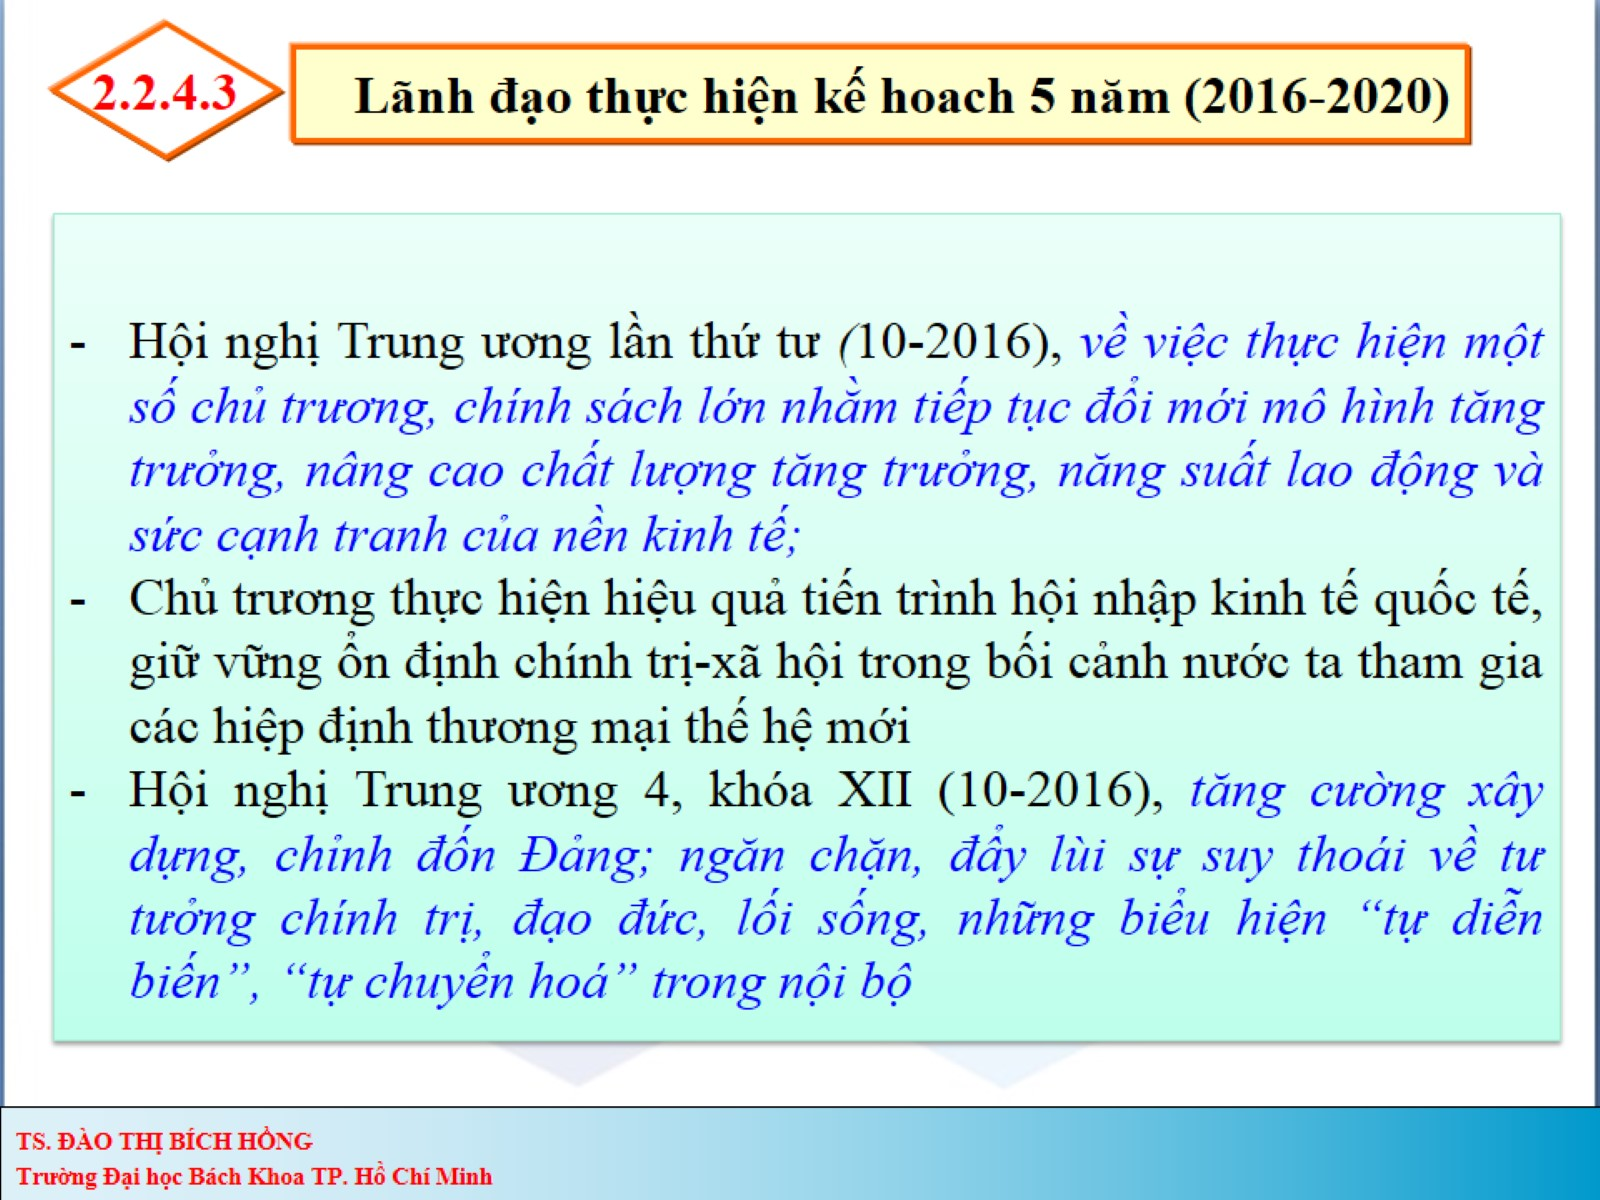 2.2.4.3
Lãnh đạo thực hiện kế hoach 5 năm (2016-2020)
- Hội nghị Trung ương lần thứ tư (10-2016), về việc thực hiện một
số chủ trương, chính sách lớn nhằm tiếp tục đổi mới mô hình tăng
trưởng, nâng cao chất lượng tăng trưởng, năng suất lao động và
sức cạnh tranh của nền kinh tế;
- Chủ trương thực hiện hiệu quả tiến trình hội nhập kinh tế quốc tế,
giữ vững ổn định chính trị-xã hội trong bối cảnh nước ta tham gia
các hiệp định thương mại thế hệ mới
- Hội nghị Trung ương 4, khóa XII (10-2016), tăng cường xây
dựng, chỉnh đốn Đảng; ngăn chặn, đẩy lùi sự suy thoái về tư
tưởng chính trị, đạo đức, lối sống, những biểu hiện “tự diễn
biến”, “tự chuyển hoá” trong nội bộ
TS. ĐÀO THỊ BÍCH HỒNG
Trường Đại học Bách Khoa TP. Hồ Chí Minh